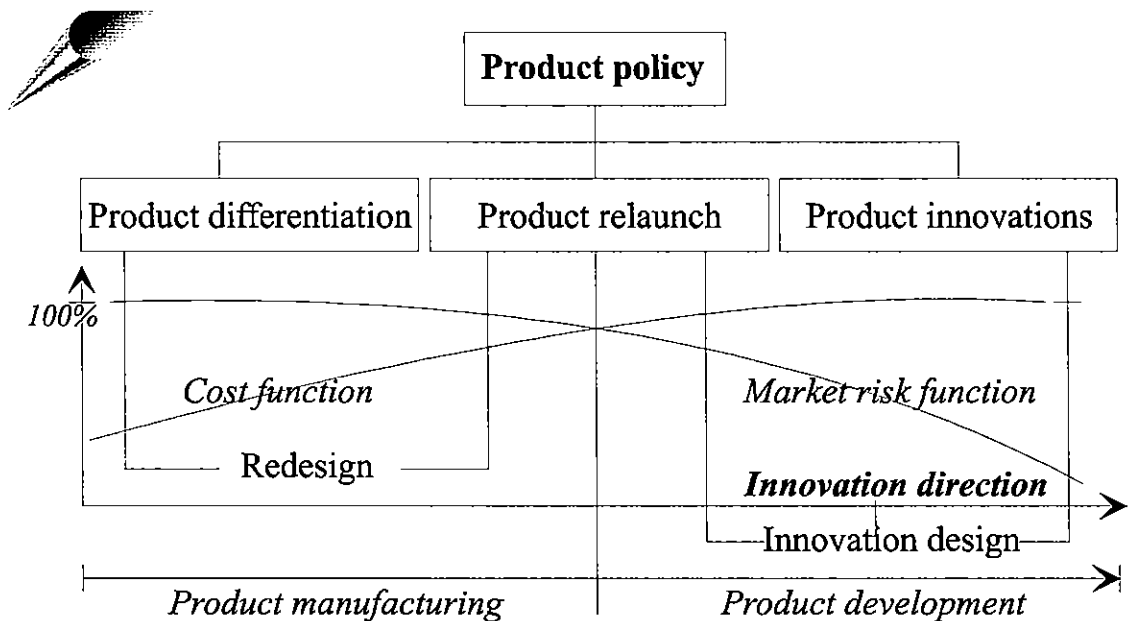 Product policy
Product differentiation
Product relaunch
Product innovations
100%
Cost function
Market risk function
Redesign
Innovation direction
Innovation design
Product manufacturing
Product development